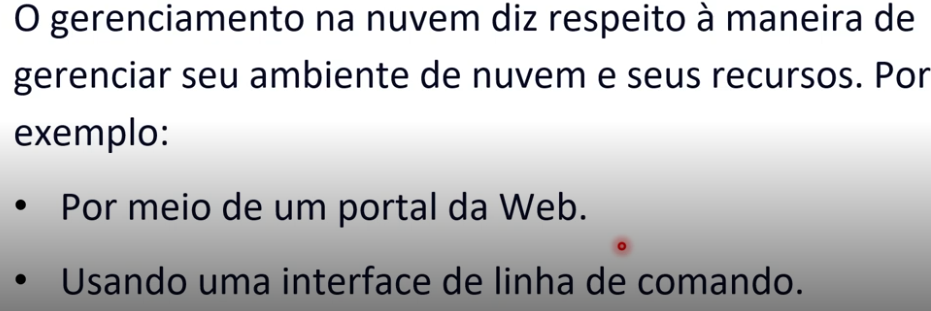 O gerenciamento na nuvem diz respeito à maneira de
gerenciar seu ambiente de nuvem e seus recursos. Por
exemplo:
• Por meio de um portal da Web.
• Usando uma interface de linha de comando.